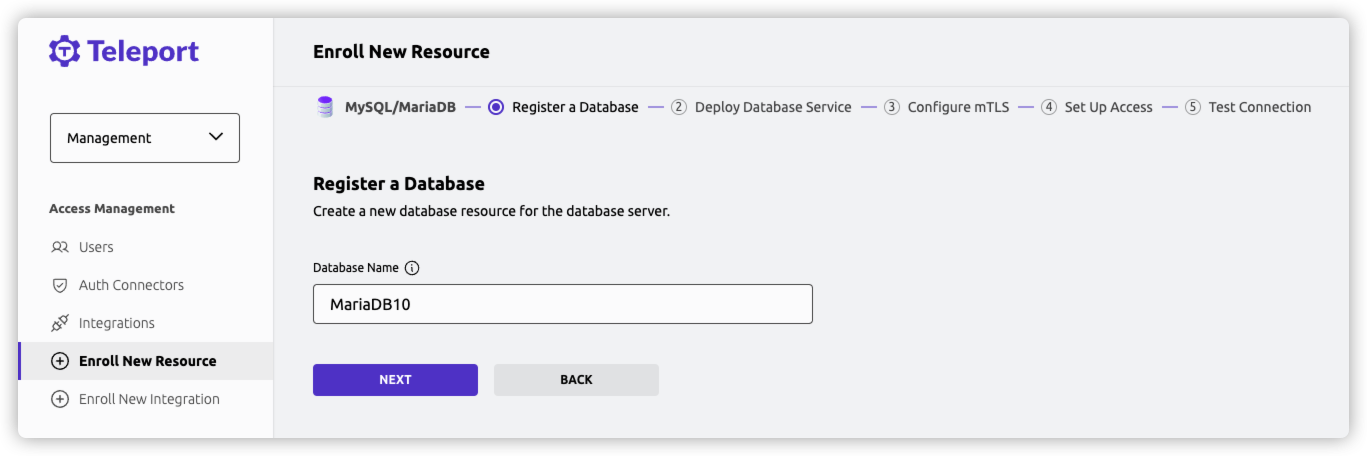 Teleport
Management
Access Management
Users
Auth Connectors
Integrations
Enroll New Resource
Enroll New Integration
Enroll New Resource
MySQL/MariaDB Register a Database 2 Deploy Database Service 3 Configure mTLS 4 Set Up Access 5 Test Connection
Register a Database
Create a new database resource for the database server.
Database Name
MariaDB10
NEXT BACK